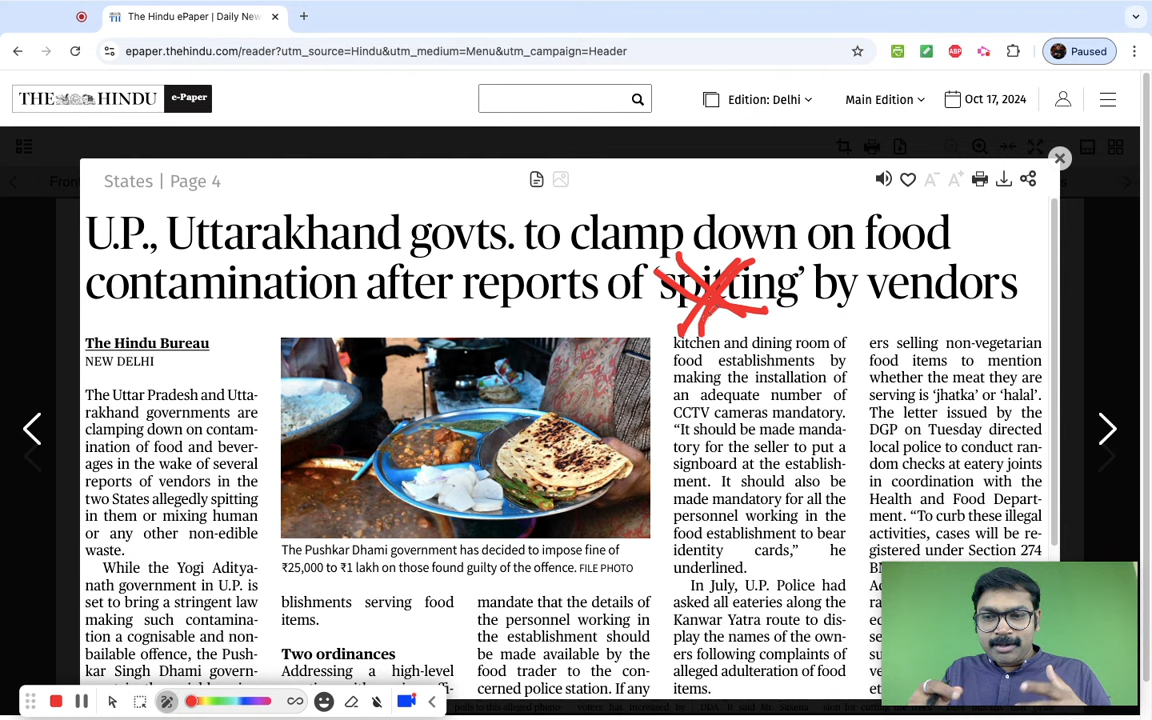 The Hindu ePaper | Daily New
epaper.thehindu.com/reader?utm_source=Hindu&utm_medium=Menu&utm_campaign=Header
ABP
Paused
THE HINDU
e-Paper
Edition: Delhi
Main Edition
Oct 17, 2024
States | Page 4
A-
A+
U.P., Uttarakhand govts. to clamp down on food
contamination after reports of ‘spitting’ by vendors
The Hindu Bureau
NEW DELHI
The Uttar Pradesh and Utta-
rakhand governments are
clamping down on contam-
ination of food and bever-
ages in the wake of several
reports of vendors in the
two States allegedly spitting
in them or mixing human
or any other non-edible
waste.
While the Yogi Aditya-
nath government in U.P. is
set to bring a stringent law
making such contamina-
tion a cognisable and non-
bailable offence, the Push-
kar Singh Dhami govern-
The Pushkar Dhami government has decided to impose fine of
₹25,000 to ₹1 lakh on those found guilty of the offence. FILE PHOTO
blishments serving food
items.
Two ordinances
Addressing a high-level
mandate that the details of
the personnel working in
the establishment should
be made available by the
food trader to the con-
cerned police station. If any
kitchen and dining room of
food establishments by
making the installation of
an adequate number of
CCTV cameras mandatory.
“It should be made manda-
tory for the seller to put a
signboard at the establish-
ment. It should also be
made mandatory for all the
personnel working in the
food establishment to bear
identity cards,” he
underlined.
In July, U.P. Police had
asked all eateries along the
Kanwar Yatra route to dis-
play the names of the own-
ers following complaints of
alleged adulteration of food
items.
ers selling non-vegetarian
food items to mention
whether the meat they are
serving is ‘jhatka’ or ‘halal’.
The letter issued by the
DGP on Tuesday directed
local police to conduct ran-
dom checks at eatery joints
in coordination with the
Health and Food Depart-
ment. “To curb these illegal
activities, cases will be re-
gistered under Section 274